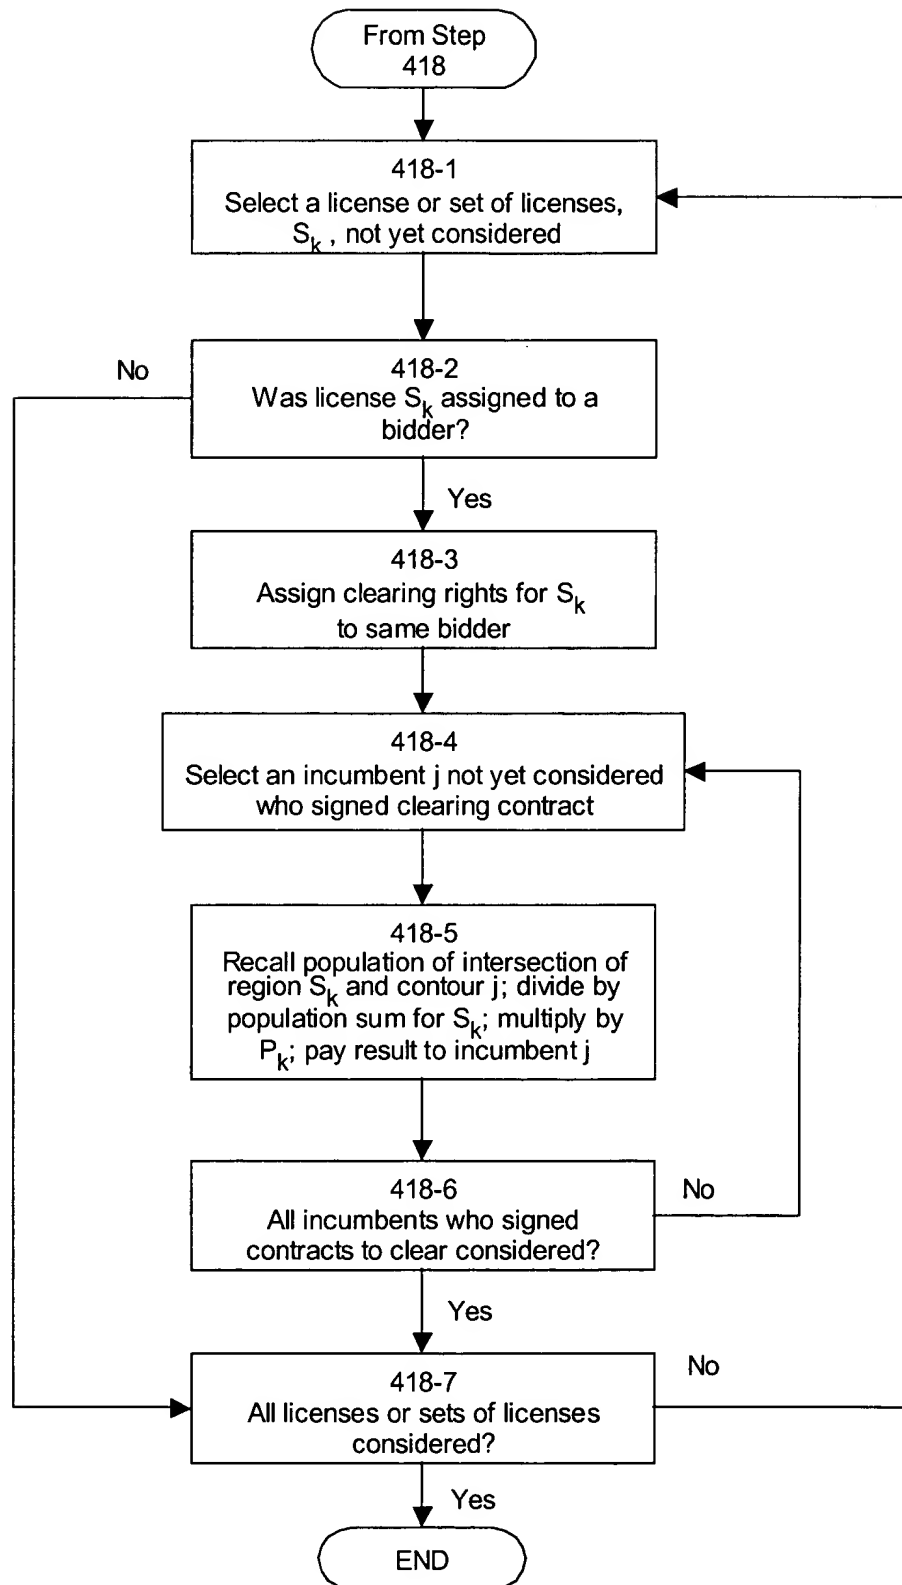 From Step
418
418-1
Select a license or set of licenses,
Sk , not yet considered
No
418-2
Was license Sk assigned to a
bidder?
Yes
418-3
Assign clearing rights for Sk
to same bidder
418-4
Select an incumbent j not yet considered
who signed clearing contract
418-5
Recall population of intersection of
region Sk and contour j; divide by
population sum for Sk; multiply by
Pk; pay result to incumbent j
418-6
All incumbents who signed
contracts to clear considered?
No
Yes
418-7
All licenses or sets of licenses
considered?
No
Yes
END